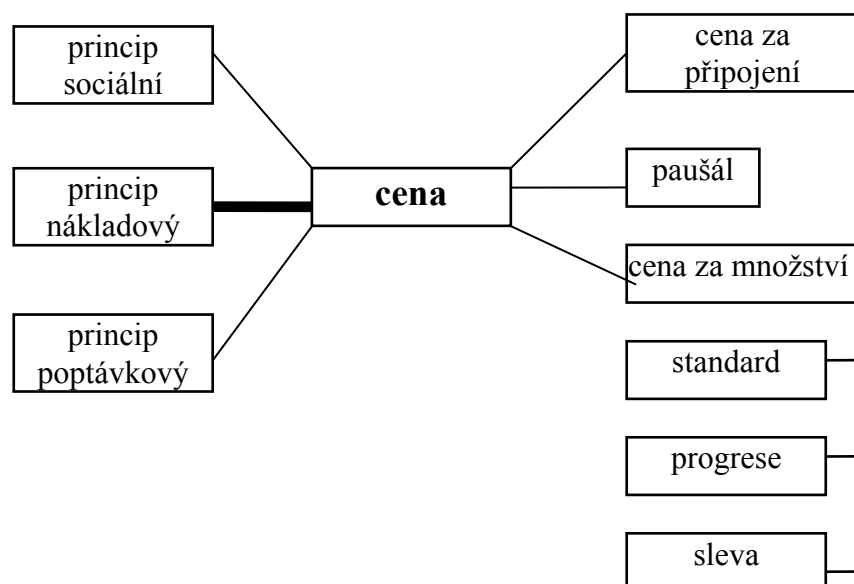 princip
sociální
princip
nákladový
princip
poptávkový
cena
cena za
připojení
paušál
cena za množství
standard
progrese
sleva